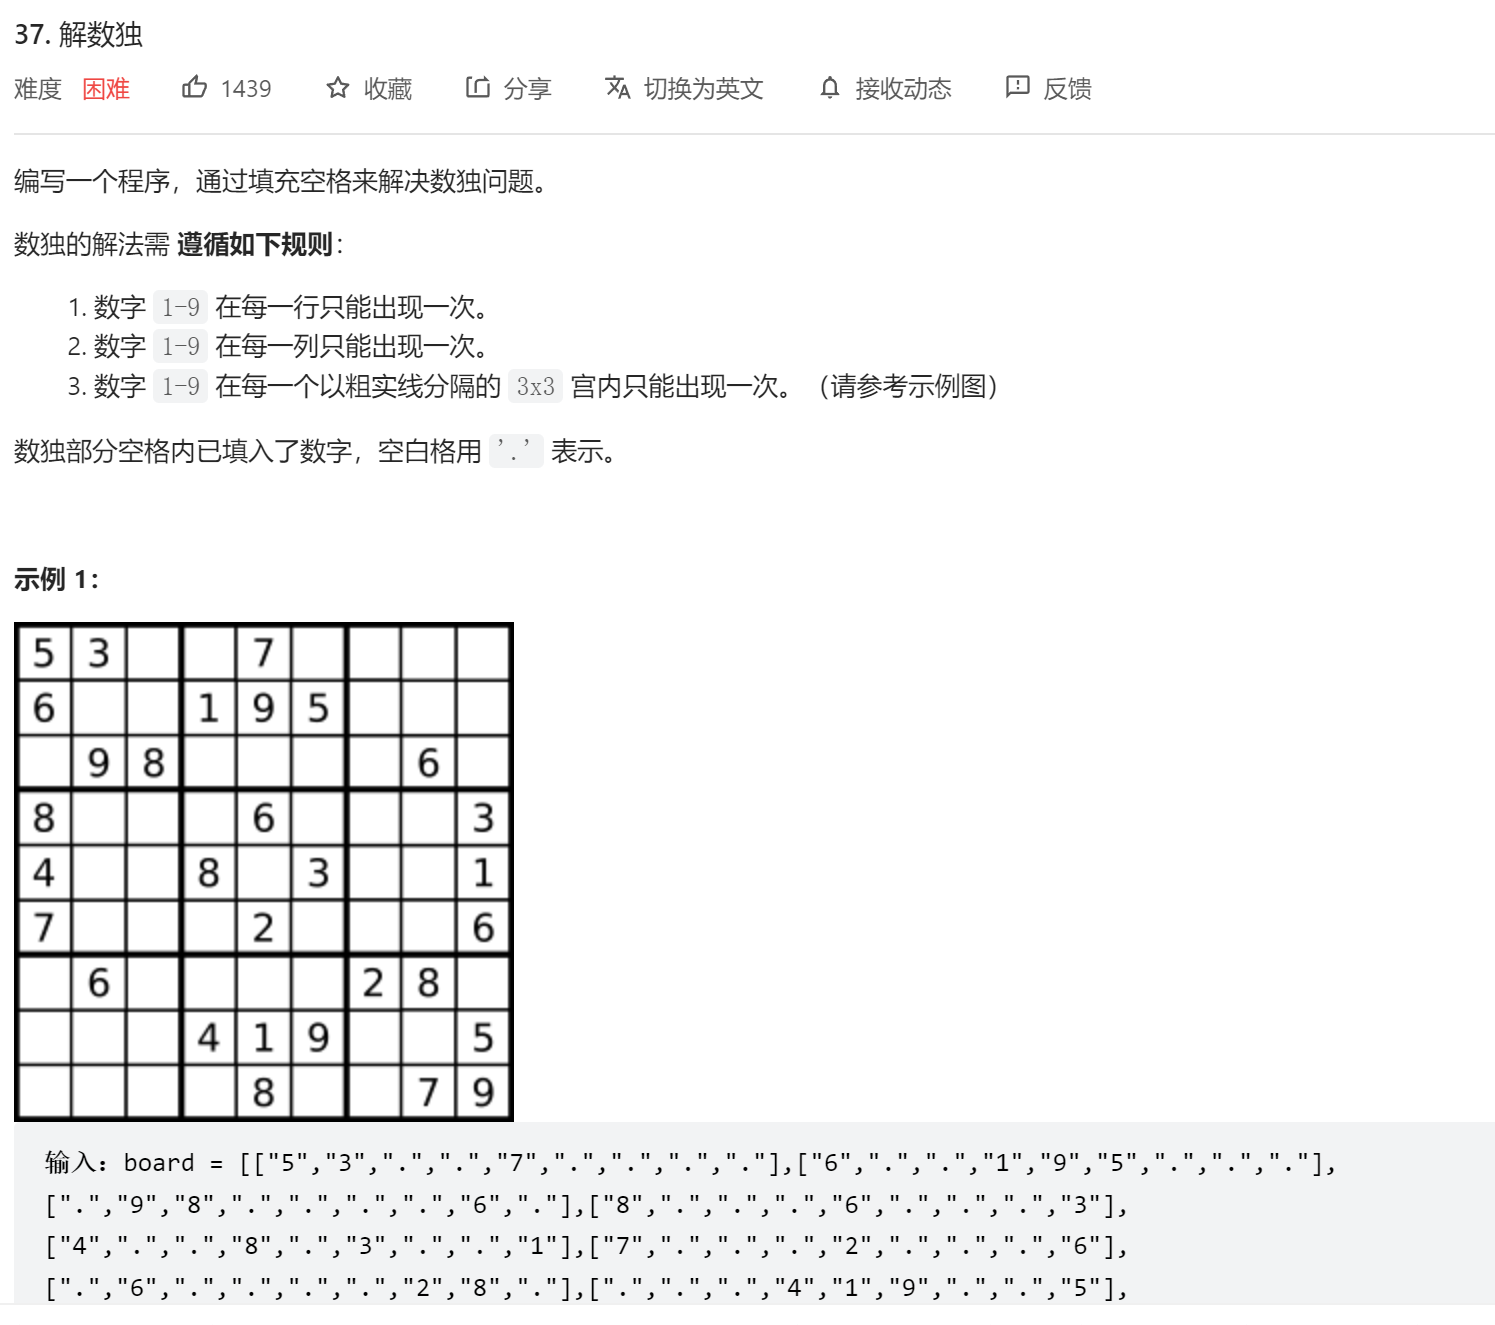 37. 解数独
难度 困难 1439 收藏 分享 切换为英文 接收动态 反馈
编写一个程序，通过填充空格来解决数独问题。
数独的解法需 遵循如下规则：
1. 数字 1-9 在每一行只能出现一次。
2. 数字 1-9 在每一列只能出现一次。
3. 数字 1-9 在每一个以粗实线分隔的 3x3 宫内只能出现一次。（请参考示例图）
数独部分空格内已填入了数字，空白格用 '.' 表示。
示例 1：
5 3 7
6 1 9 5
9 8 6
8 6 3
4 8 3 1
7 2 6
6 2 8
4 1 9 5
8 7 9
输入：board = [["5","3",".",".","7",".",".",".","."],["6",".",".","1","9","5",".",".","."],
[".","9","8",".",".",".",".","6","."],["8",".",".",".","6",".",".",".","3"],
["4",".",".","8",".","3",".",".","1"],["7",".",".",".","2",".",".",".","6"],
[".","6",".",".",".",".","2","8","."],[".",".",".","4","1","9",".",".","5"],